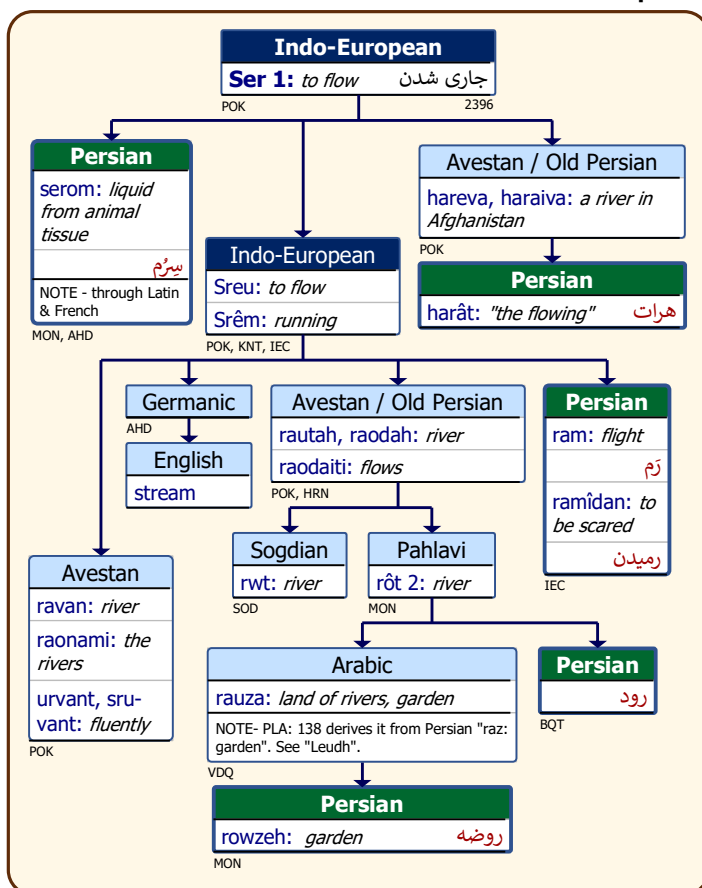 Indo-European
Ser 1: to flow جاری شدن
POK 2396
Persian
serom: liquid
from animal
tissue
سِرُم
NOTE - through Latin
& French
MON, AHD
Avestan / Old Persian
hareva, haraiva: a river in
Afghanistan
POK
Persian
harât: "the flowing" هرات
Indo-European
Sreu: to flow
Srêm: running
POK, KNT, IEC
Germanic
AHD
English
stream
Avestan / Old Persian
rautah, raodah: river
raodaiti: flows
POK, HRN
Persian
ram: flight
رَم
ramîdan: to
be scared
رمیدن
IEC
Sogdian
rwt: river
SOD
Pahlavi
rôt 2: river
MON
Avestan
ravan: river
raonami: the
rivers
urvant, sru-
vant: fluently
POK
Arabic
rauza: land of rivers, garden
NOTE- PLA: 138 derives it from Persian "raz:
garden". See "Leudh".
VDQ
Persian
رود
BQT
Persian
rowzeh: garden روضه
MON